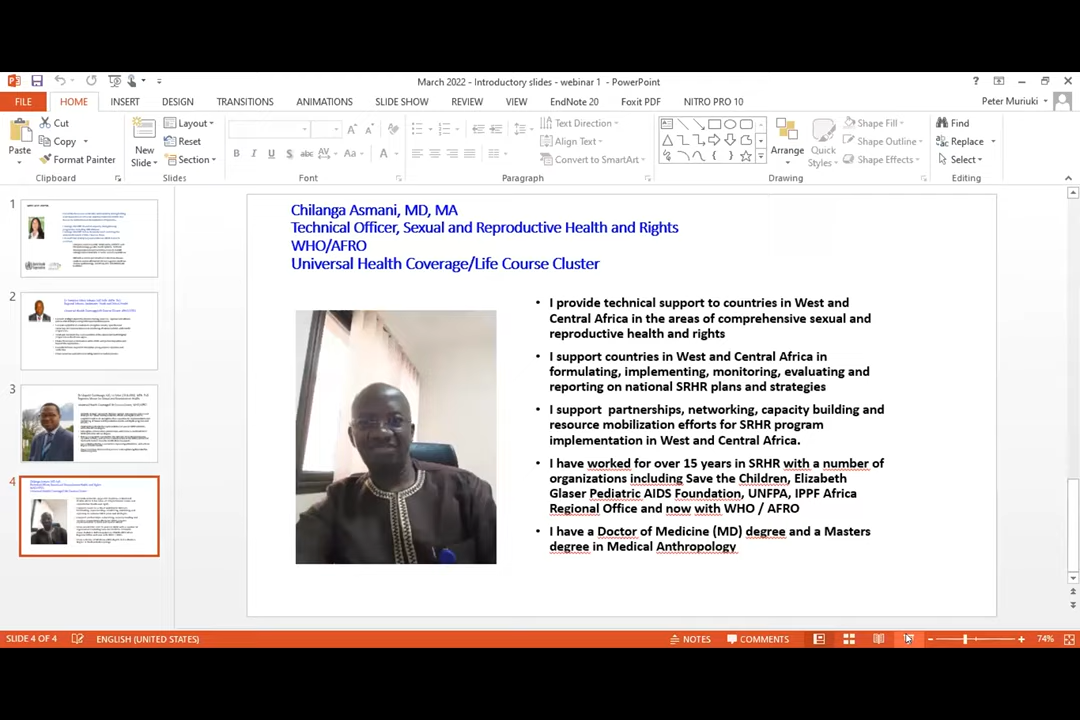 March 2022 - Introductory slides - webinar 1 - PowerPoint
FILE HOME INSERT DESIGN TRANSITIONS ANIMATIONS SLIDE SHOW REVIEW VIEW EndNote 20 Foxit PDF NITRO PRO 10
Peter Muriuki
Paste
Cut
Copy
Format Painter
Clipboard
New
Slide
Layout
Reset
Section
Slides
Font
Text Direction
Align Text
Convert to SmartArt
Paragraph
Arrange
Quick
Styles
Shape Fill
Shape Outline
Shape Effects
Drawing
Find
Replace
Select
Editing
1
2
3
4
Chilanga Asmani, MD, MA
Technical Officer, Sexual and Reproductive Health and Rights
WHO/AFRO
Universal Health Coverage/Life Course Cluster
• I provide technical support to countries in West and
Central Africa in the areas of comprehensive sexual and
reproductive health and rights
• I support countries in West and Central Africa in
formulating, implementing, monitoring, evaluating and
reporting on national SRHR plans and strategies
• I support partnerships, networking, capacity building and
resource mobilization efforts for SRHR program
implementation in West and Central Africa.
• I have worked for over 15 years in SRHR with a number of
organizations including Save the Children, Elizabeth
Glaser Pediatric AIDS Foundation, UNFPA, IPPF Africa
Regional Office and now with WHO / AFRO
• I have a Doctor of Medicine (MD) degree and a Masters
degree in Medical Anthropology
SLIDE 4 OF 4
ENGLISH (UNITED STATES)
NOTES
COMMENTS
74%